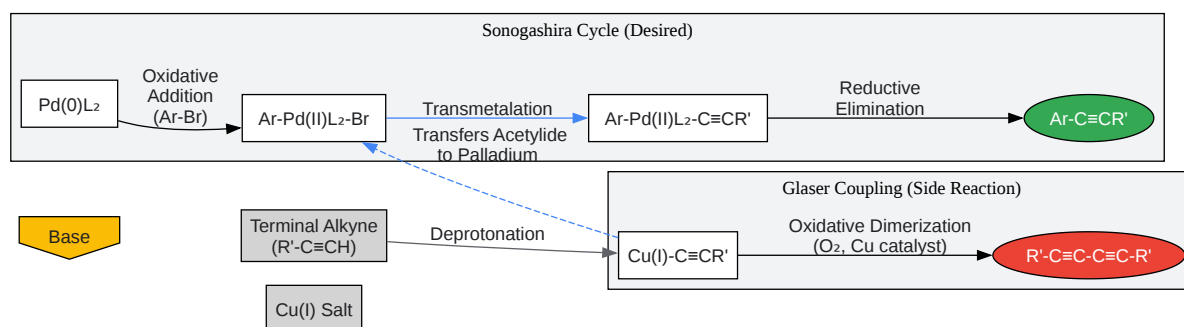 Sonogashira Cycle (Desired)
Pd(0)L₂
Oxidative
Addition
(Ar-Br)
Ar-Pd(II)L₂-Br
Transmetalation
Transfers Acetylide
to Palladium
Ar-Pd(II)L₂-C≡CR'
Reductive
Elimination
Ar-C≡CR'
Glaser Coupling (Side Reaction)
Base
Terminal Alkyne
(R'-C≡CH)
Deprotonation
Cu(I)-C≡CR'
Oxidative Dimerization
(O₂, Cu catalyst)
R'-C≡C-C≡C-R'
Cu(I) Salt